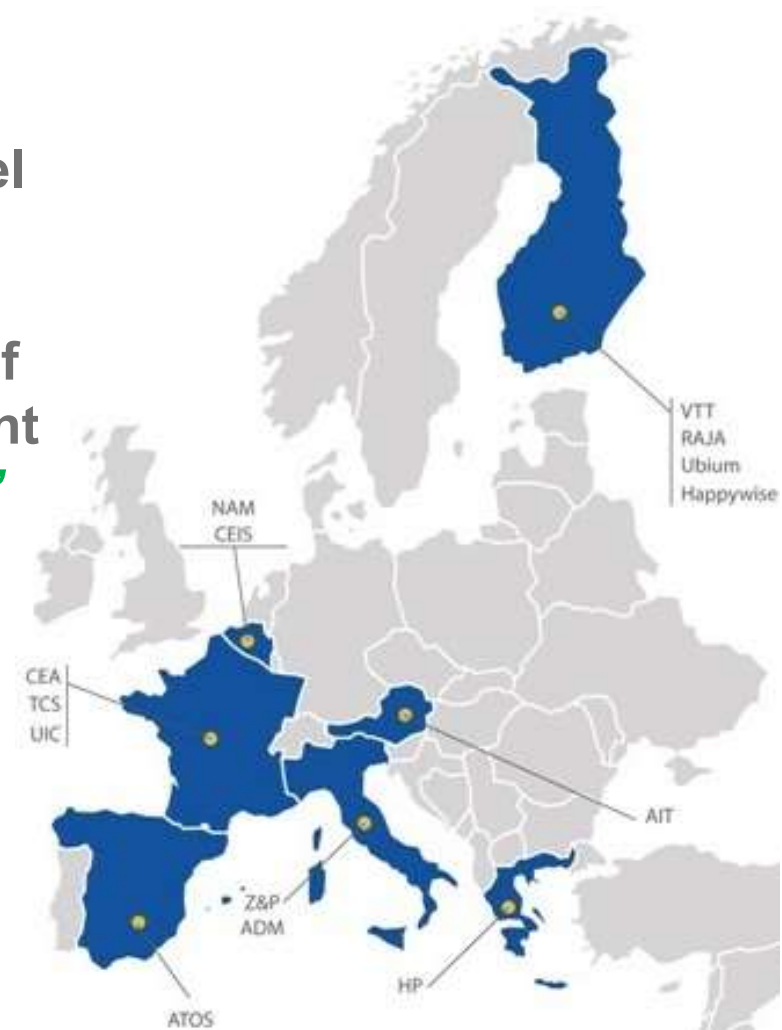 el
f
nt
VTT
RAJA
Ubium
Happywise
NAM
CEIS
CEA
TCS
UIC
AIT
Z&P
ADM
HP
ATOS